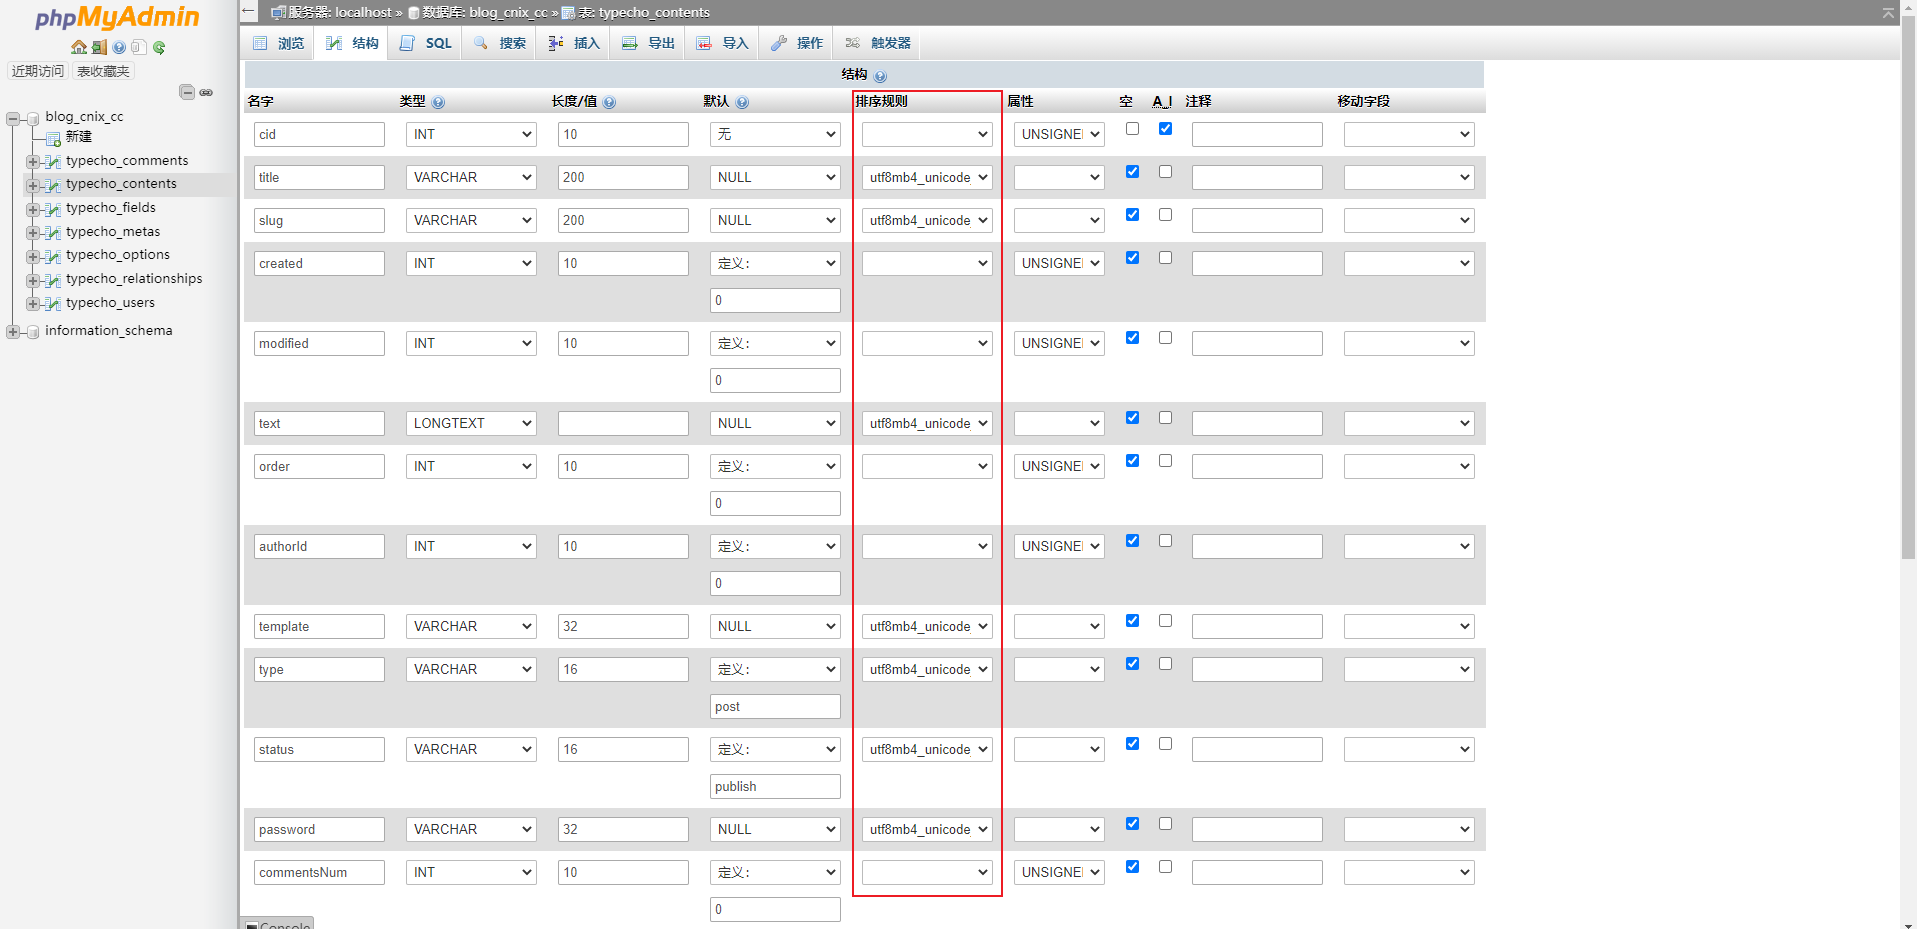 phpMyAdmin
近期访问 表收藏夹
blog_cnix_cc
新建
typecho_comments
typecho_contents
typecho_fields
typecho_metas
typecho_options
typecho_relationships
typecho_users
information_schema
服务器: localhost » 数据库: blog_cnix_cc » 表: typecho_contents
浏览 结构 SQL 搜索 插入 导出 导入 操作 触发器
结构
名字 类型 长度/值 默认 排序规则 属性 空 A_I 注释 移动字段
cid INT 10 无 UNSIGNE
title VARCHAR 200 NULL utf8mb4_unicode_
slug VARCHAR 200 NULL utf8mb4_unicode_
created INT 10 定义: UNSIGNE
0
modified INT 10 定义: UNSIGNE
0
text LONGTEXT NULL utf8mb4_unicode_
order INT 10 定义: UNSIGNE
0
authorId INT 10 定义: UNSIGNE
0
template VARCHAR 32 NULL utf8mb4_unicode_
type VARCHAR 16 定义: utf8mb4_unicode_
post
status VARCHAR 16 定义: utf8mb4_unicode_
publish
password VARCHAR 32 NULL utf8mb4_unicode_
commentsNum INT 10 定义: UNSIGNE
0
Console